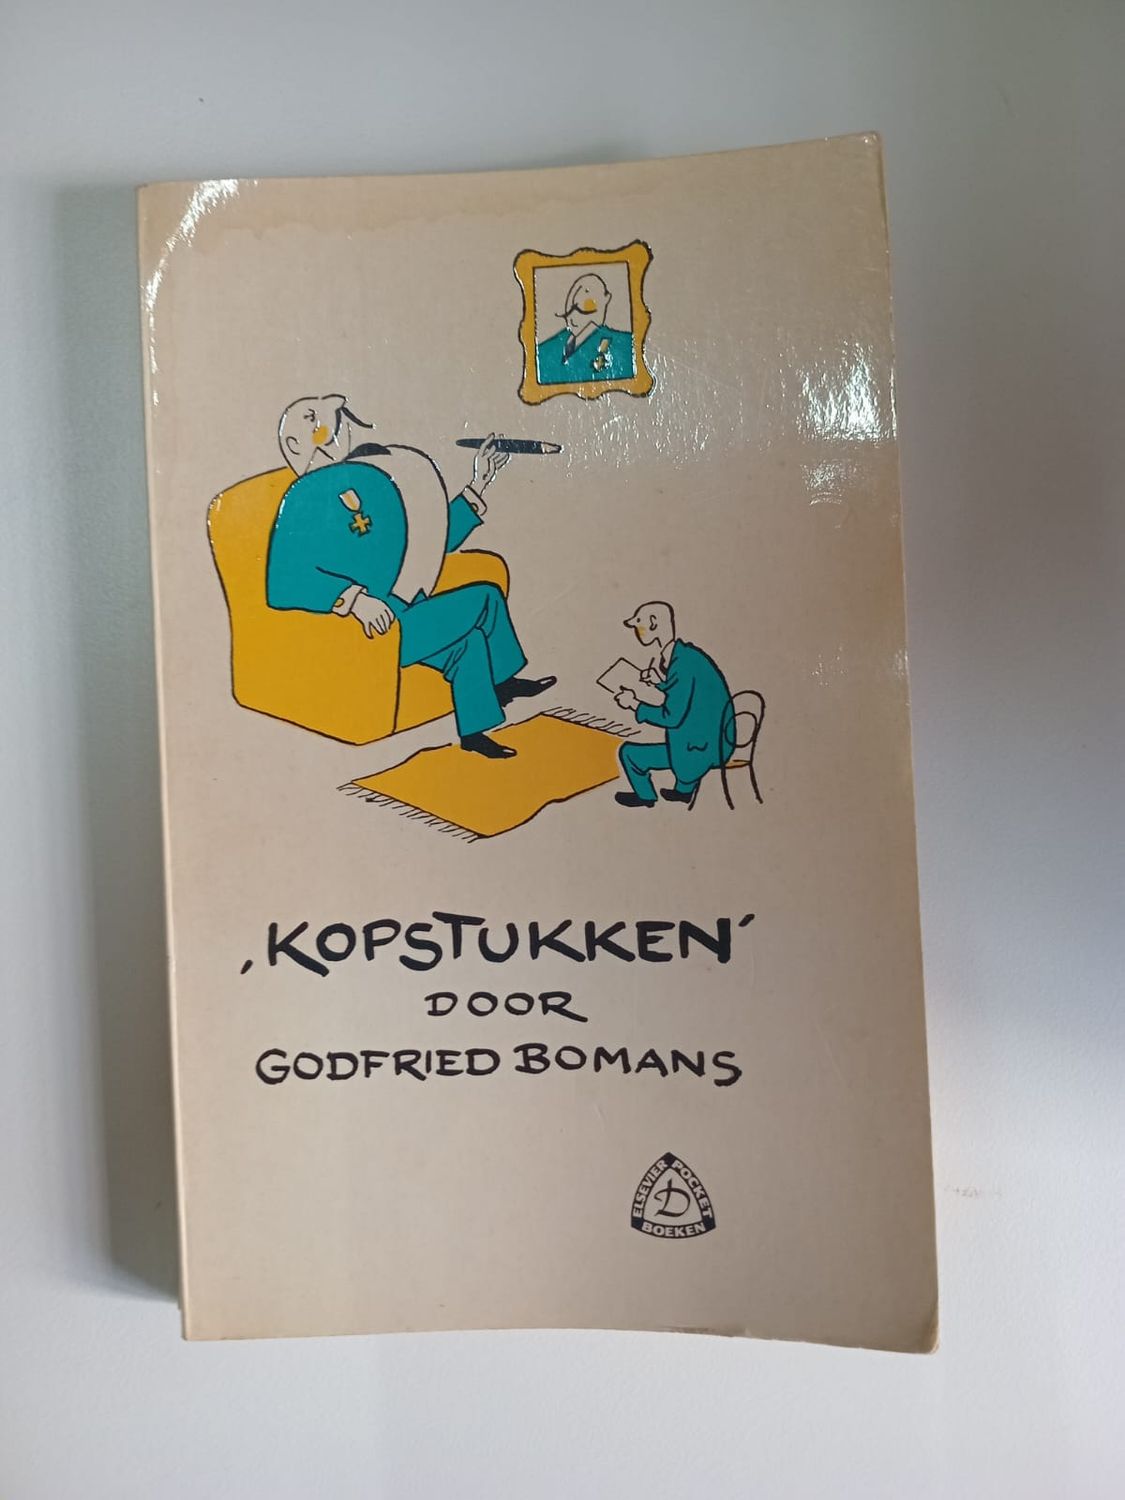 ‚KOPSTUKKEN’
DOOR
GODFRIED BOMANS
ELSEVIER POCKET
BOEKEN
D